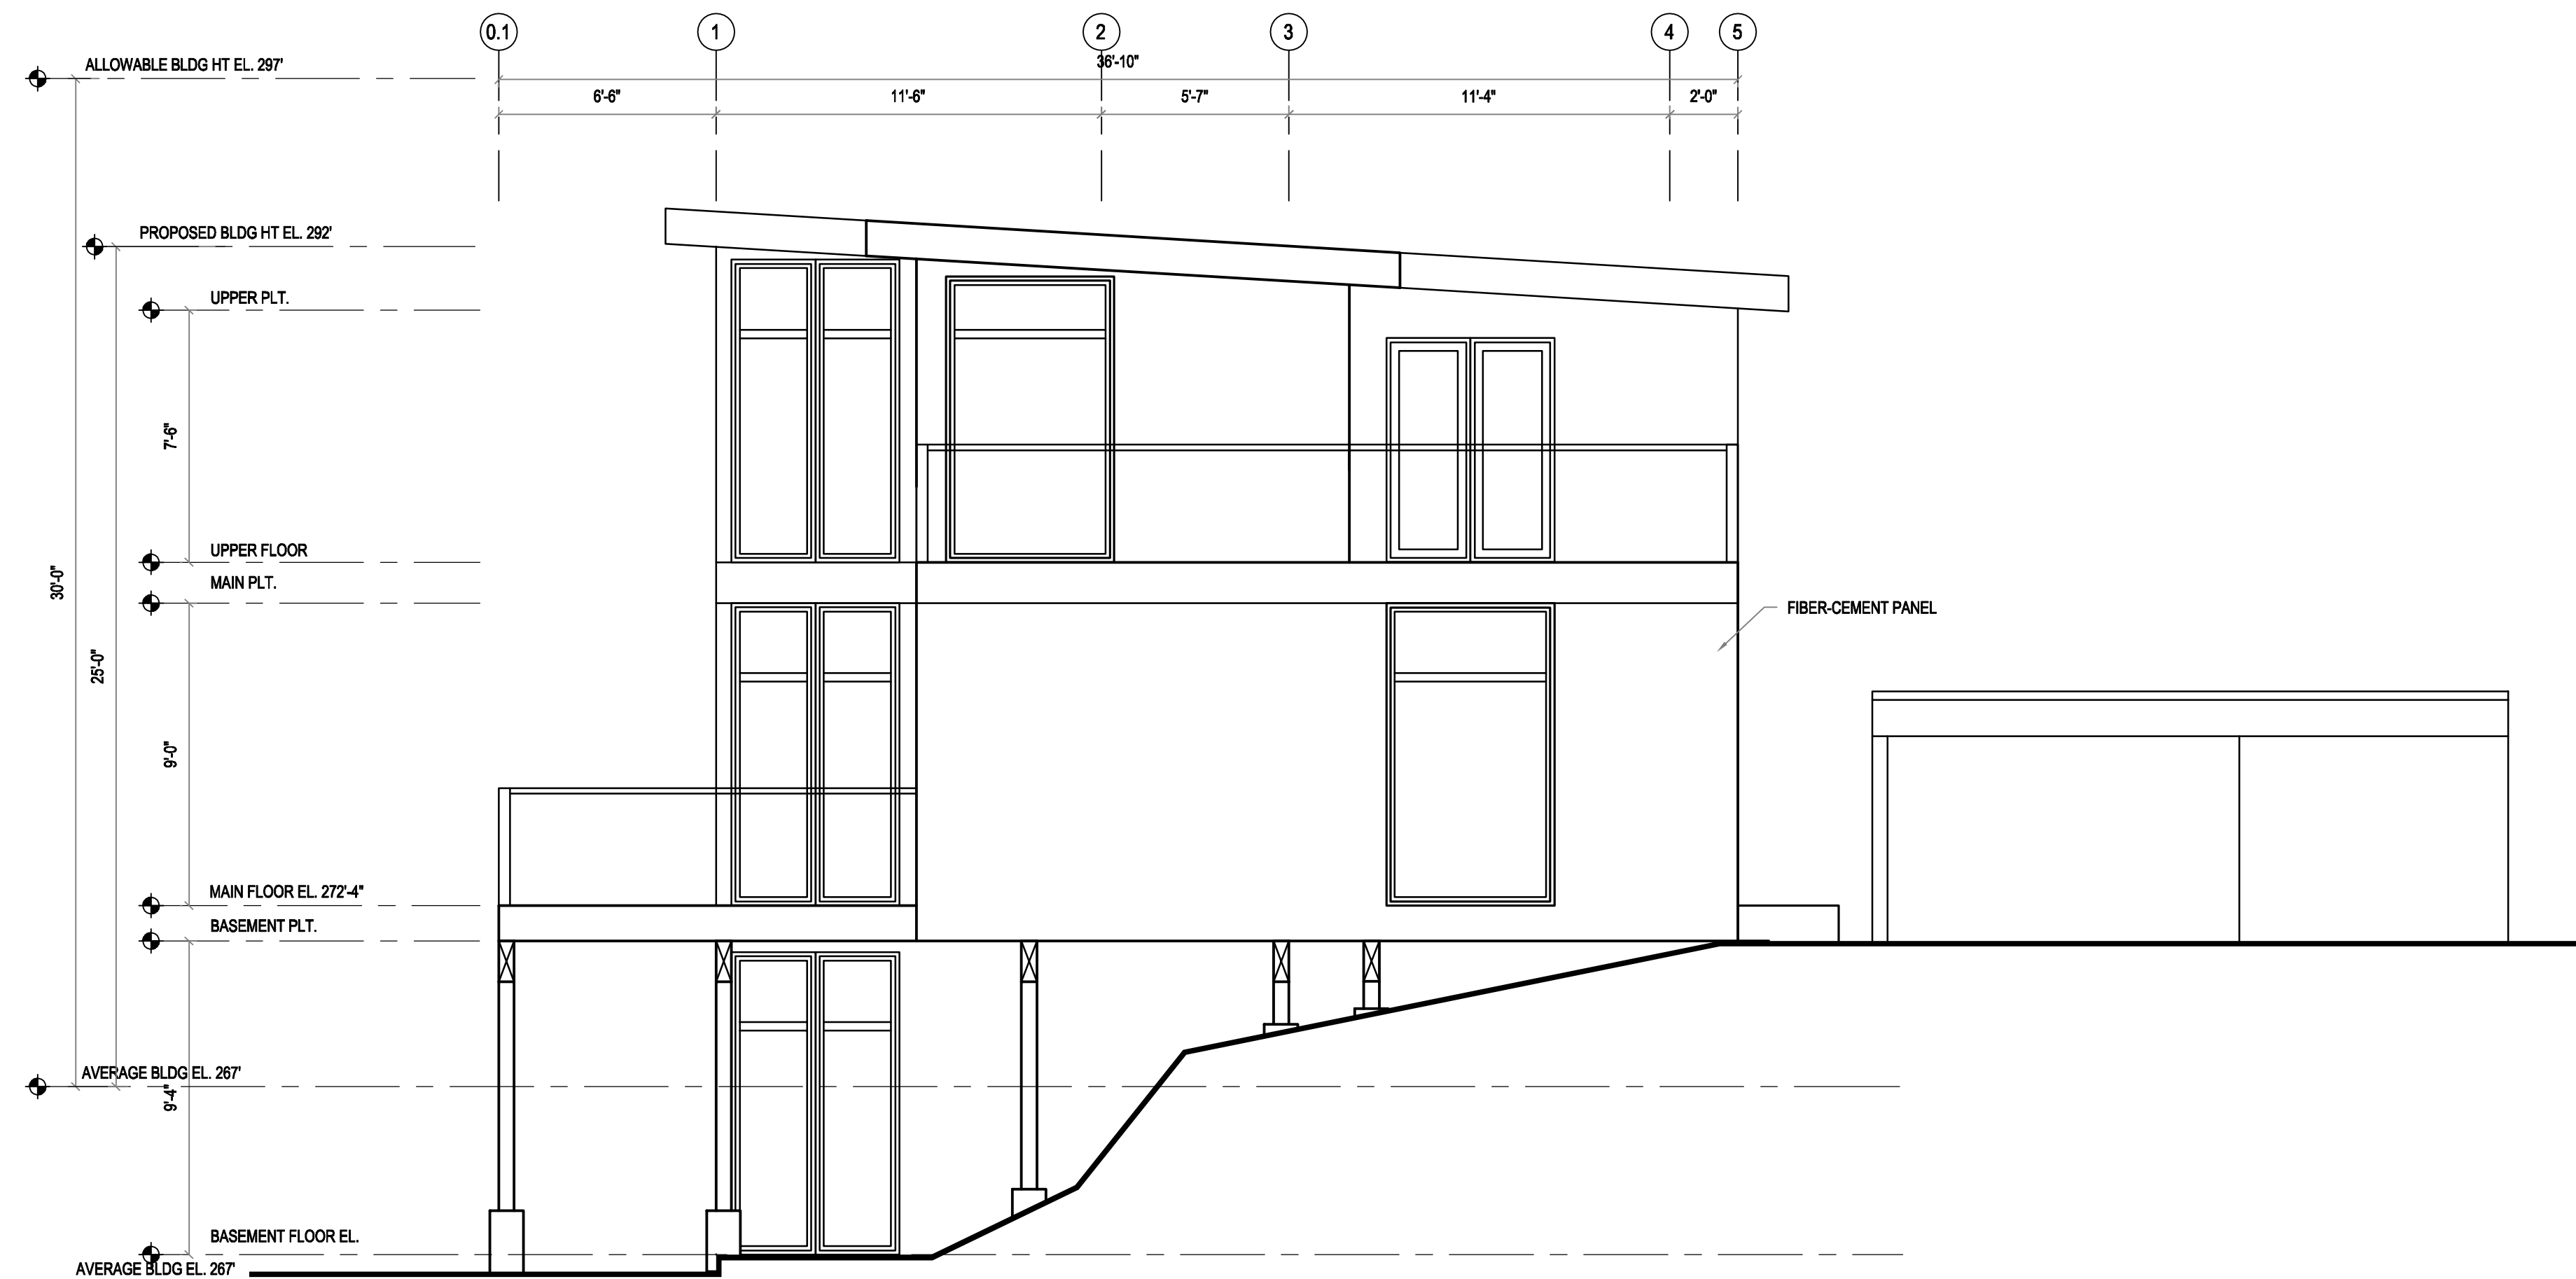 0.1 1 2 3 4 5
36'-10"
ALLOWABLE BLDG HT EL. 297'
6'-6" 11'-6" 5'-7" 11'-4" 2'-0"
PROPOSED BLDG HT EL. 292'
UPPER PLT.
7'-6"
UPPER FLOOR
30'-0"
MAIN PLT.
FIBER-CEMENT PANEL
25'-0"
9'-0"
MAIN FLOOR EL. 272'-4"
BASEMENT PLT.
AVERAGE BLDG EL. 267'
9'-4"
BASEMENT FLOOR EL.
AVERAGE BLDG EL. 267'